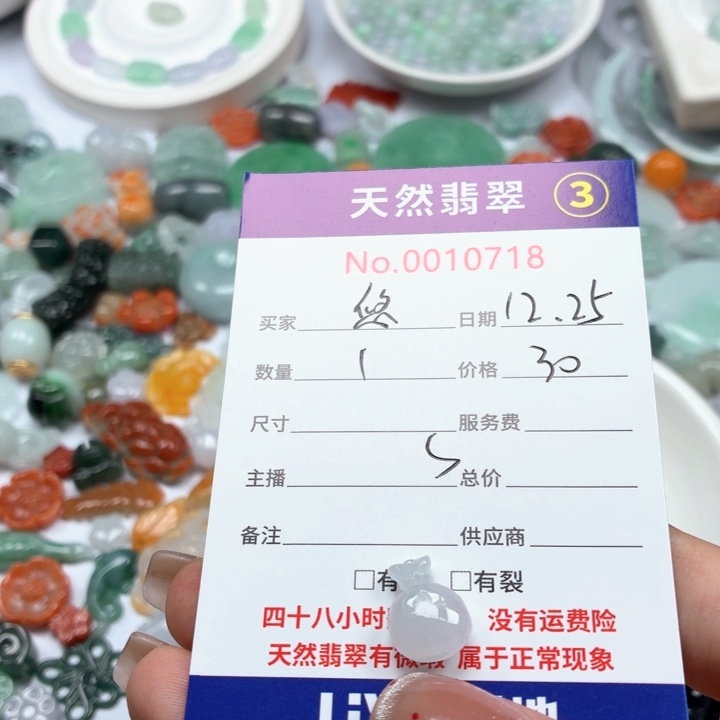 天然翡翠 3
No.0010718
买家 悠 日期 12.25
数量 1 价格 30
尺寸 服务费
主播 总价
备注 供应商
□有 □有裂
四十八小时 没有运费险
天然翡翠有微瑕 属于正常现象